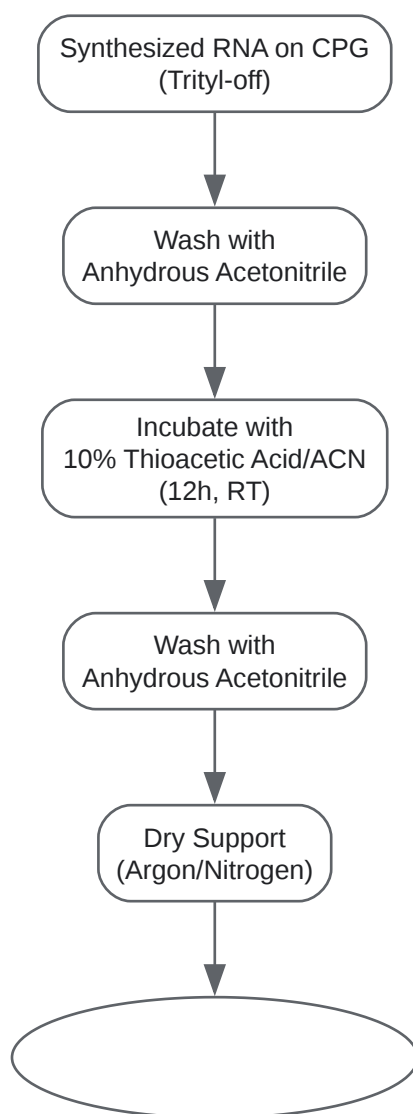 Synthesized RNA on CPG
(Trityl-off)
Wash with
Anhydrous Acetonitrile
Incubate with
10% Thioacetic Acid/ACN
(12h, RT)
Wash with
Anhydrous Acetonitrile
Dry Support
(Argon/Nitrogen)